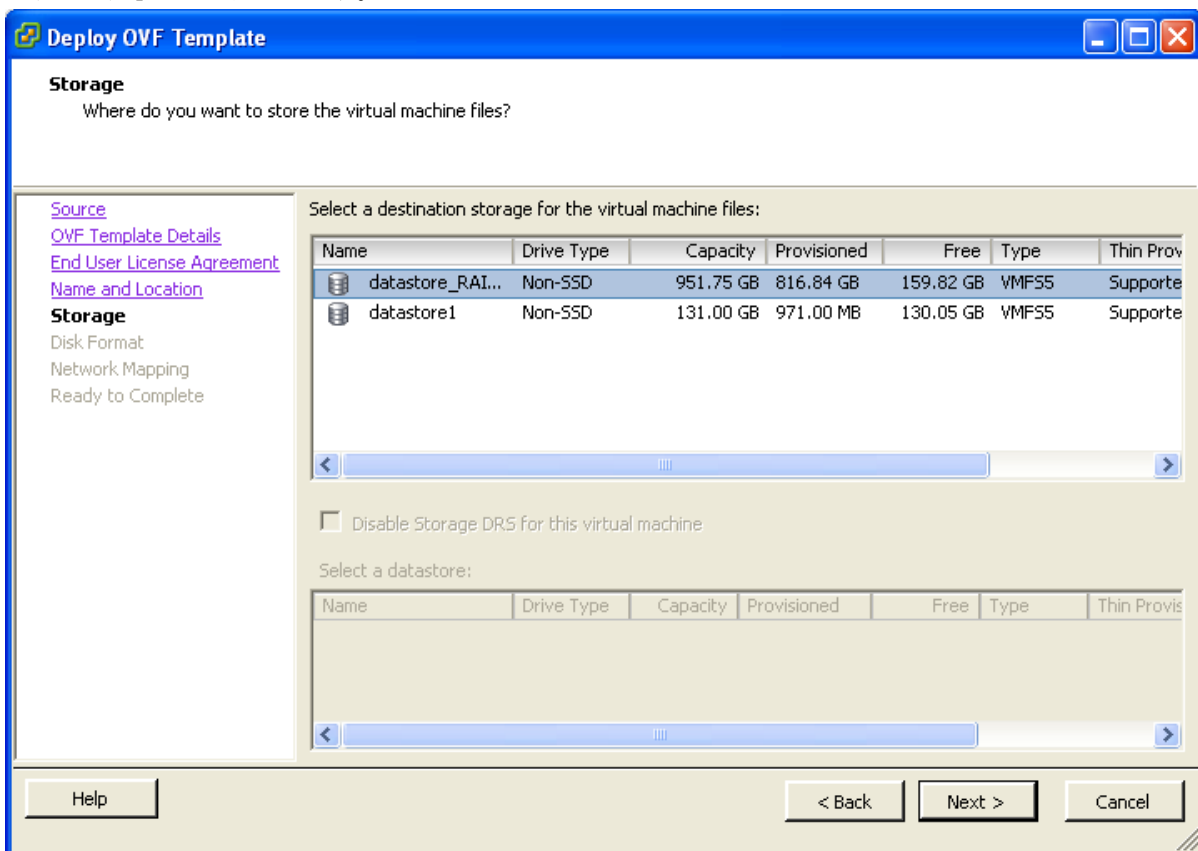 Deploy OVF Template
Storage
Where do you want to store the virtual machine files?
Source
OVF Template Details
End User License Agreement
Name and Location
Storage
Disk Format
Network Mapping
Ready to Complete
Select a destination storage for the virtual machine files:
Name Drive Type Capacity Provisioned Free Type Thin Prov
datastore_RAI... Non-SSD 951.75 GB 816.84 GB 159.82 GB VMFS5 Supporte
datastore1 Non-SSD 131.00 GB 971.00 MB 130.05 GB VMFS5 Supporte
Disable Storage DRS for this virtual machine
Select a datastore:
Name Drive Type Capacity Provisioned Free Type Thin Provis
Help < Back Next > Cancel